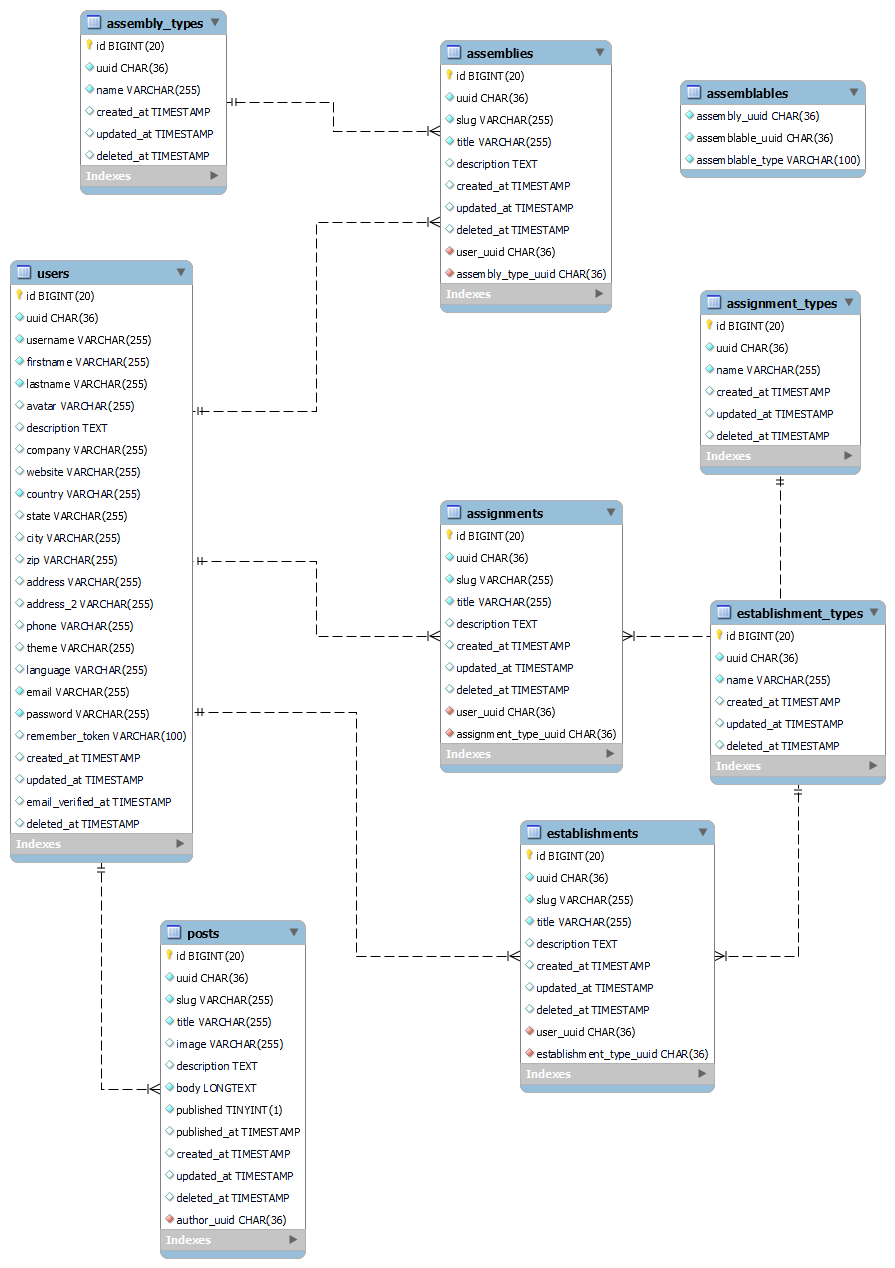 assembly_types
id BIGINT(20)
uuid CHAR(36)
name VARCHAR(255)
created_at TIMESTAMP
updated_at TIMESTAMP
deleted_at TIMESTAMP
Indexes
assemblies
id BIGINT(20)
uuid CHAR(36)
slug VARCHAR(255)
title VARCHAR(255)
description TEXT
created_at TIMESTAMP
updated_at TIMESTAMP
deleted_at TIMESTAMP
user_uuid CHAR(36)
assembly_type_uuid CHAR(36)
Indexes
assemblables
assembly_uuid CHAR(36)
assemblable_uuid CHAR(36)
assemblable_type VARCHAR(100)
users
id BIGINT(20)
uuid CHAR(36)
username VARCHAR(255)
firstname VARCHAR(255)
lastname VARCHAR(255)
avatar VARCHAR(255)
description TEXT
company VARCHAR(255)
website VARCHAR(255)
country VARCHAR(255)
state VARCHAR(255)
city VARCHAR(255)
zip VARCHAR(255)
address VARCHAR(255)
address_2 VARCHAR(255)
phone VARCHAR(255)
theme VARCHAR(255)
language VARCHAR(255)
email VARCHAR(255)
password VARCHAR(255)
remember_token VARCHAR(100)
created_at TIMESTAMP
updated_at TIMESTAMP
email_verified_at TIMESTAMP
deleted_at TIMESTAMP
Indexes
assignment_types
id BIGINT(20)
uuid CHAR(36)
name VARCHAR(255)
created_at TIMESTAMP
updated_at TIMESTAMP
deleted_at TIMESTAMP
Indexes
assignments
id BIGINT(20)
uuid CHAR(36)
slug VARCHAR(255)
title VARCHAR(255)
description TEXT
created_at TIMESTAMP
updated_at TIMESTAMP
deleted_at TIMESTAMP
user_uuid CHAR(36)
assignment_type_uuid CHAR(36)
Indexes
establishment_types
id BIGINT(20)
uuid CHAR(36)
name VARCHAR(255)
created_at TIMESTAMP
updated_at TIMESTAMP
deleted_at TIMESTAMP
Indexes
establishments
id BIGINT(20)
uuid CHAR(36)
slug VARCHAR(255)
title VARCHAR(255)
description TEXT
created_at TIMESTAMP
updated_at TIMESTAMP
deleted_at TIMESTAMP
user_uuid CHAR(36)
establishment_type_uuid CHAR(36)
Indexes
posts
id BIGINT(20)
uuid CHAR(36)
slug VARCHAR(255)
title VARCHAR(255)
image VARCHAR(255)
description TEXT
body LONGTEXT
published TINYINT(1)
published_at TIMESTAMP
created_at TIMESTAMP
updated_at TIMESTAMP
deleted_at TIMESTAMP
author_uuid CHAR(36)
Indexes